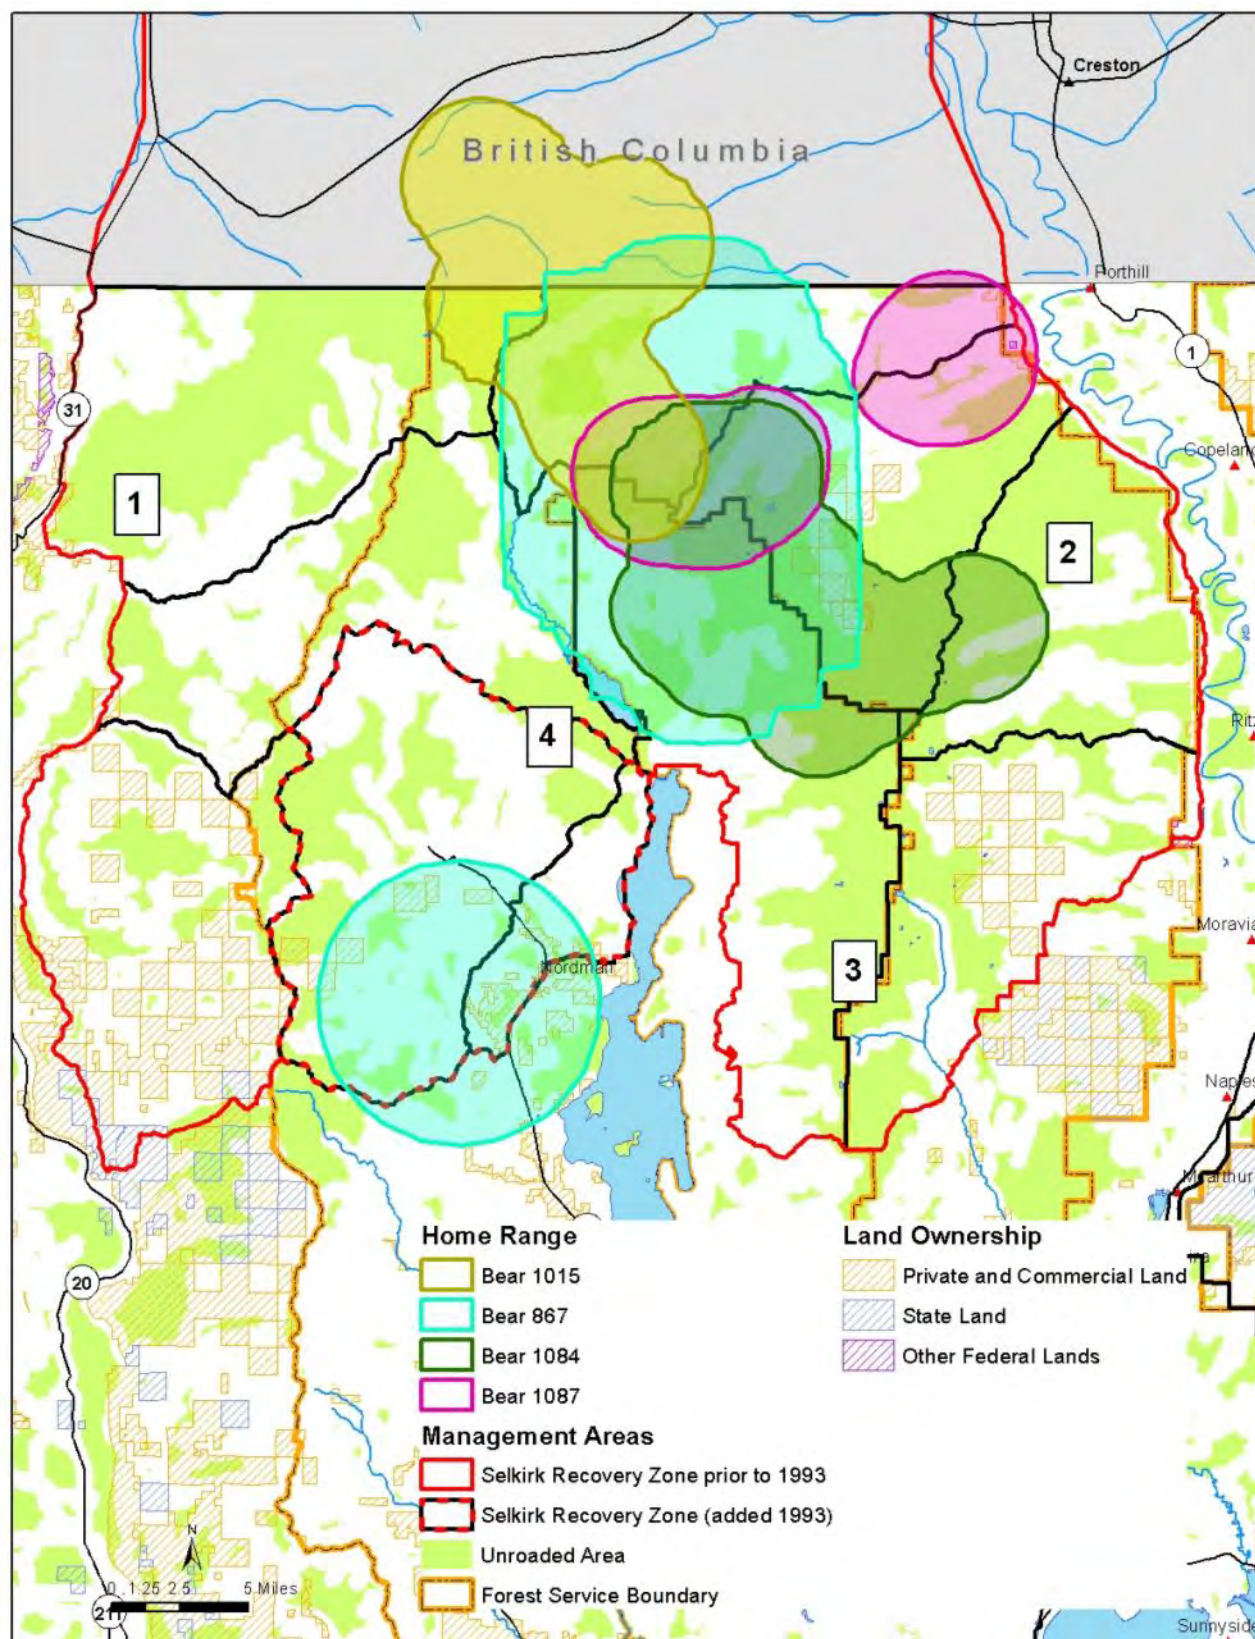 Creston
British Columbia
Porthill
1
31
Copeland
1
2
Ritz
4
Moravia
3
Nordman
Naples
McArthur
Home Range
Bear 1015
Bear 867
Bear 1084
Bear 1087
Land Ownership
Private and Commercial Land
State Land
Other Federal Lands
20
Management Areas
Selkirk Recovery Zone prior to 1993
Selkirk Recovery Zone (added 1993)
Unroaded Area
Forest Service Boundary
N
0 1.25 2.5 5 Miles
211
Sunnyside